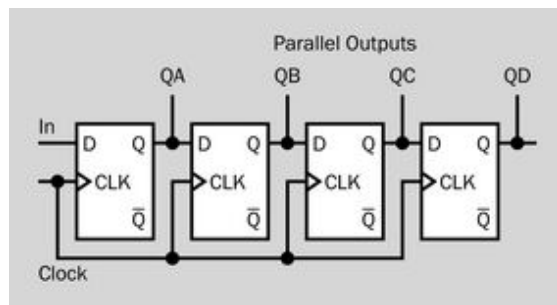 Parallel Outputs
QA QB QC QD
In
D Q D Q D Q D Q
CLK CLK CLK CLK
Q̅ Q̅ Q̅ Q̅
Clock